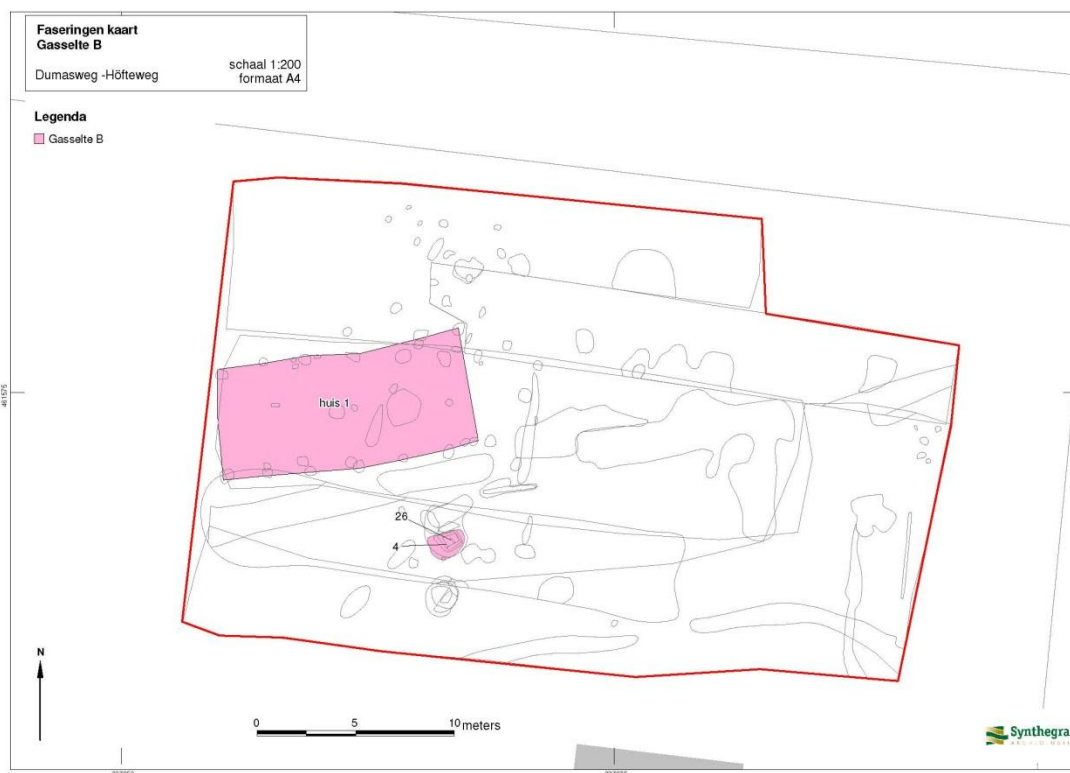 Faseringen kaart
Gasselte B
Dumasweg -Höfteweg
schaal 1:200
formaat A4
Legenda
Gasselte B
huis 1
26
4
N
0 5 10 meters
Synthegra